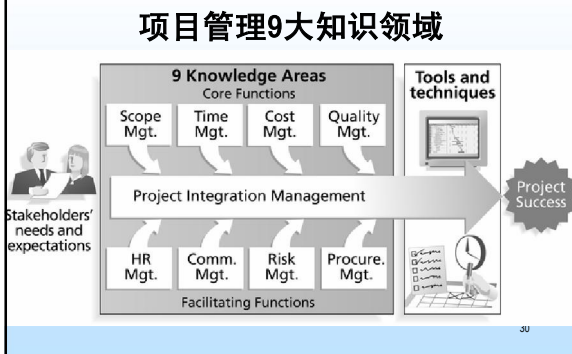 项目管理9大知识领域
9 Knowledge Areas
Core Functions
Scope
Mgt.
Time
Mgt.
Cost
Mgt.
Quality
Mgt.
Tools and
techniques
Stakeholders'
needs and
expectations
Project Integration Management
Project
Success
HR
Mgt.
Comm.
Mgt.
Risk
Mgt.
Procure.
Mgt.
Facilitating Functions
30